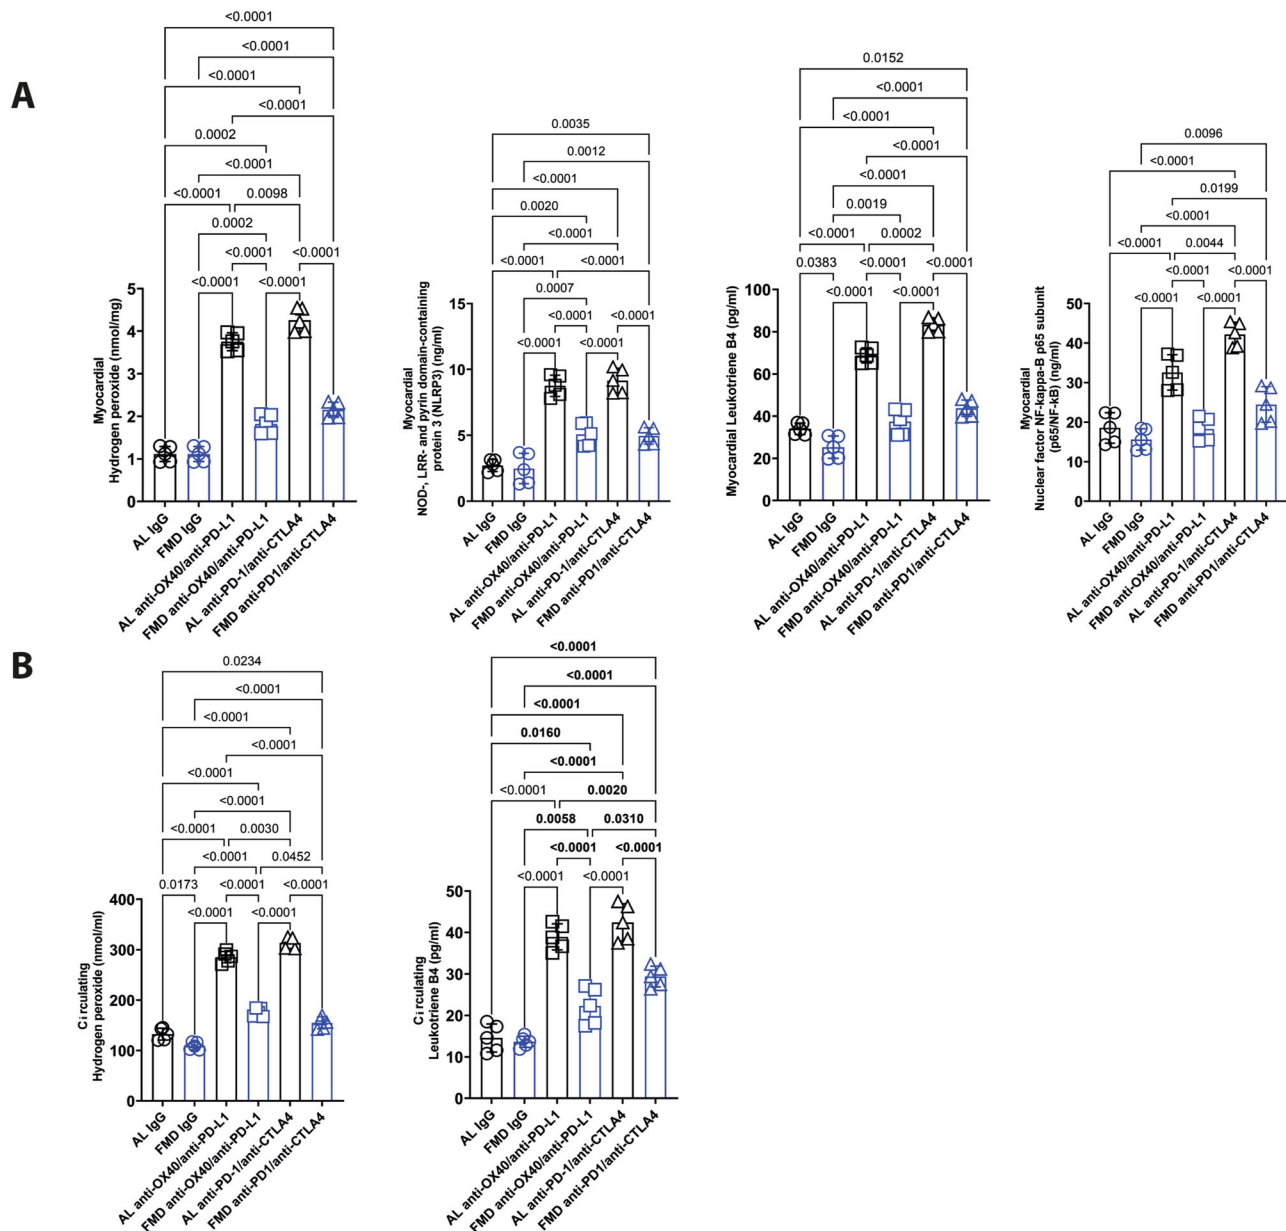 A
<0.0001
<0.0001
<0.0001
<0.0001
0.0002
<0.0001
<0.0001 0.0098
0.0002
<0.0001 <0.0001
<0.0001 <0.0001
Myocardial
Hydrogen peroxide (nmol/mg)
5
4
3
2
1
0
AL IgG
FMD IgG
AL anti-OX40/anti-PD-L1
FMD anti-OX40/anti-PD-L1
AL anti-PD-1/anti-CTLA4
FMD anti-PD1/anti-CTLA4
0.0035
0.0012
<0.0001
0.0020
<0.0001
<0.0001 <0.0001
0.0007
<0.0001 <0.0001
<0.0001 <0.0001
Myocardial
NOD-, LRR- and pyrin domain-containing
protein 3 (NLRP3) (ng/ml)
15
10
5
0
AL IgG
FMD IgG
AL anti-OX40/anti-PD-L1
FMD anti-OX40/anti-PD-L1
AL anti-PD-1/anti-CTLA4
FMD anti-PD1/anti-CTLA4
0.0152
<0.0001
<0.0001
<0.0001
<0.0001
0.0019
<0.0001 0.0002
0.0383 <0.0001 <0.0001
<0.0001 <0.0001
Myocardial Leukotriene B4 (pg/ml)
100
80
60
40
20
0
AL IgG
FMD IgG
AL anti-OX40/anti-PD-L1
FMD anti-OX40/anti-PD-L1
AL anti-PD-1/anti-CTLA4
FMD anti-PD1/anti-CTLA4
0.0096
<0.0001
0.0199
<0.0001
<0.0001 0.0044
<0.0001 <0.0001
<0.0001 <0.0001
Myocardial
Nuclear factor NF-kappa-B p65 subunit
(p65/NF-kB) (ng/ml)
50
40
30
20
10
0
AL IgG
FMD IgG
AL anti-OX40/anti-PD-L1
FMD anti-OX40/anti-PD-L1
AL anti-PD-1/anti-CTLA4
FMD anti-PD1/anti-CTLA4
B
0.0234
<0.0001
<0.0001
<0.0001
<0.0001
<0.0001
<0.0001 0.0030
<0.0001 0.0452
0.0173 <0.0001 <0.0001
<0.0001 <0.0001
Circulating
Hydrogen peroxide (nmol/ml)
400
300
200
100
0
AL IgG
FMD IgG
AL anti-OX40/anti-PD-L1
FMD anti-OX40/anti-PD-L1
AL anti-PD-1/anti-CTLA4
FMD anti-PD1/anti-CTLA4
<0.0001
<0.0001
<0.0001
0.0160
<0.0001
<0.0001 0.0020
0.0058 0.0310
<0.0001 <0.0001
<0.0001 <0.0001
Circulating
Leukotriene B4 (pg/ml)
50
40
30
20
10
0
AL IgG
FMD IgG
AL anti-OX40/anti-PD-L1
FMD anti-OX40/anti-PD-L1
AL anti-PD-1/anti-CTLA4
FMD anti-PD1/anti-CTLA4